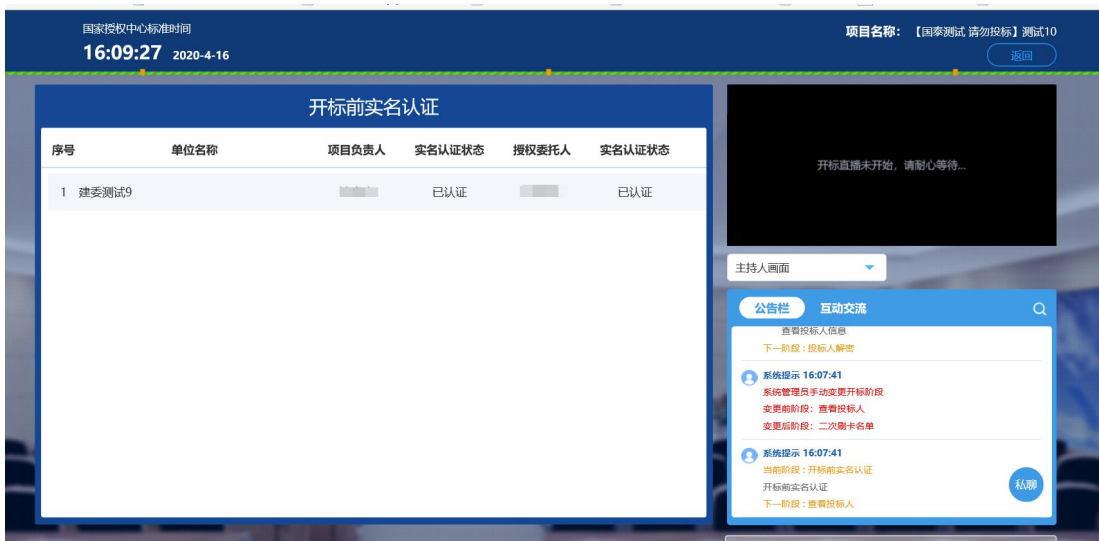 国家授权中心标准时间
16:09:27 2020-4-16
项目名称: 【国泰测试 请勿投标】测试10
返回
开标前实名认证
序号 单位名称 项目负责人 实名认证状态 授权委托人 实名认证状态
1 建委测试9 已认证 已认证
开标直播未开始, 请耐心等待...
主持人画面
公告栏 互动交流
查看投标人信息
下一阶段 : 投标人解密
系统提示 16:07:41
系统管理员手动变更开标阶段
变更前阶段: 查看投标人
变更后阶段: 二次刷卡名单
系统提示 16:07:41
当前阶段 : 开标前实名认证
开标前实名认证
下一阶段 : 查看投标人
私聊